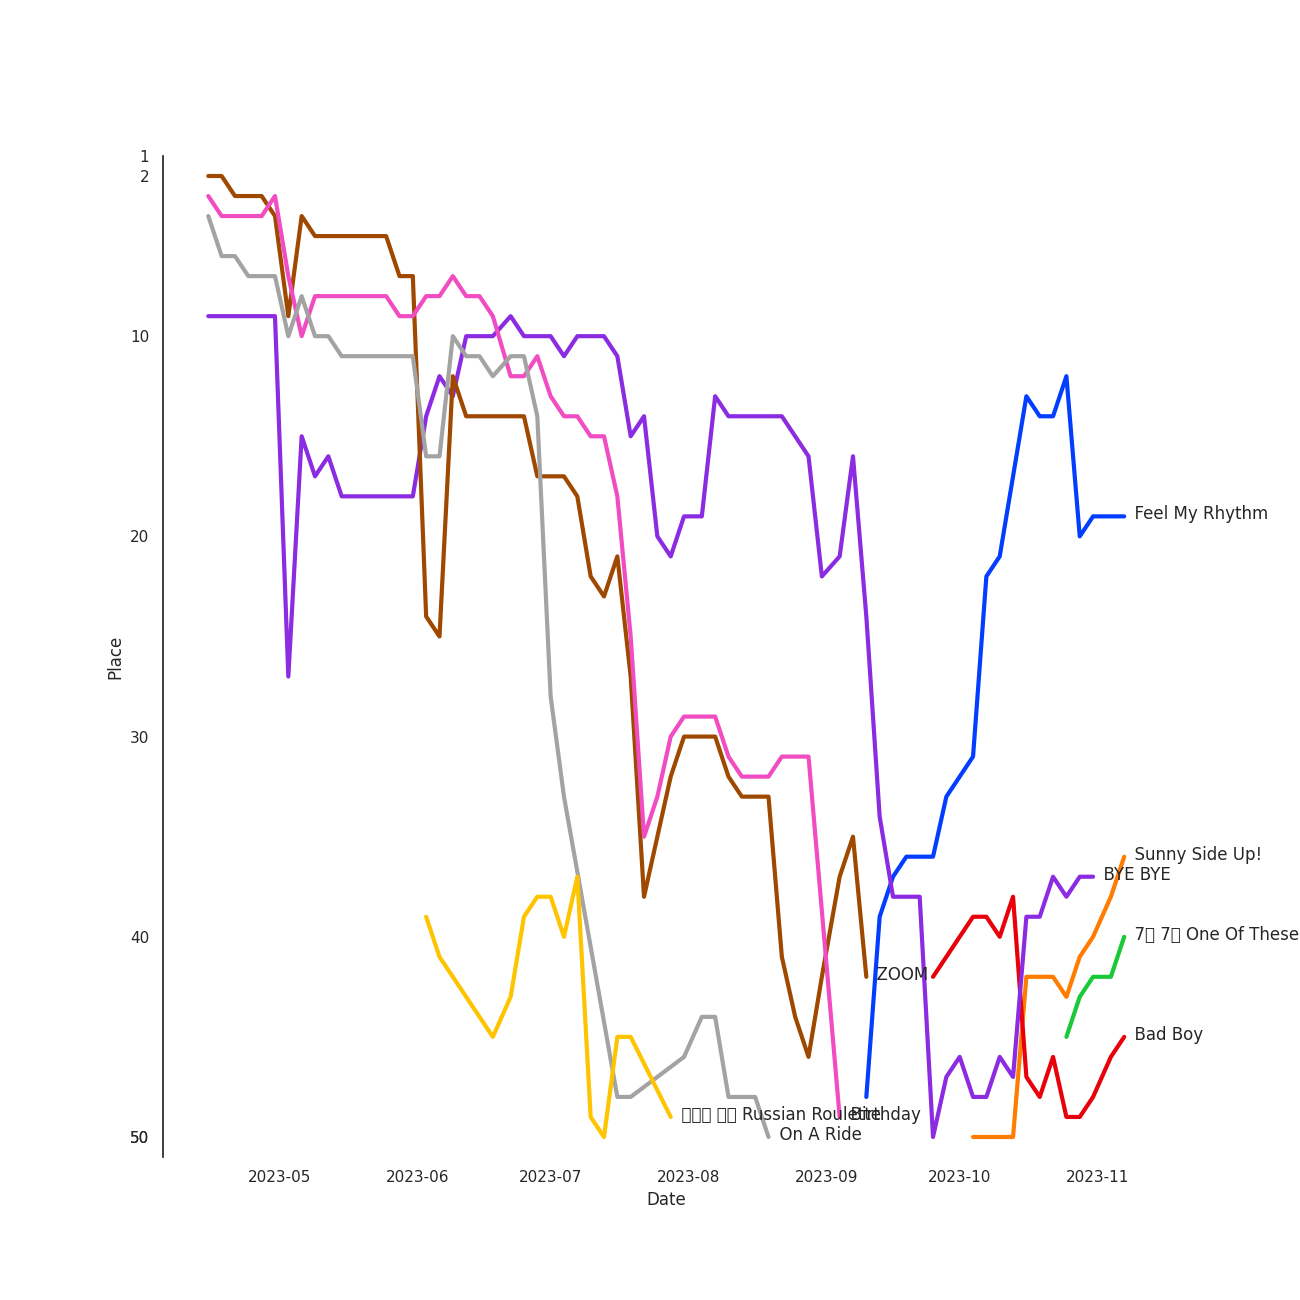 1
2
10
20
30
40
50
Place
Feel My Rhythm
Sunny Side Up!
BYE BYE
7 7 One Of These
ZOOM
Bad Boy
Russian Roulette
Birthday
On A Ride
2023-05
2023-06
2023-07
2023-08
2023-09
2023-10
2023-11
Date